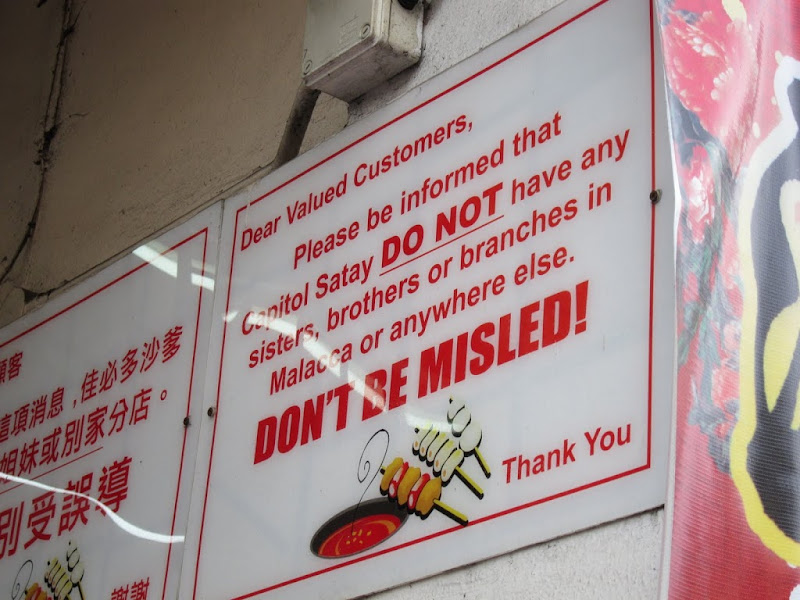 Dear Valued Customers,
Please be informed that
Capitol Satay DO NOT have any
sisters, brothers or branches in
Malacca or anywhere else.
DON'T BE MISLED!
Thank You
顧客
這項消息，佳必多沙爹
姐妹或別家分店。
別受誤導
謝謝